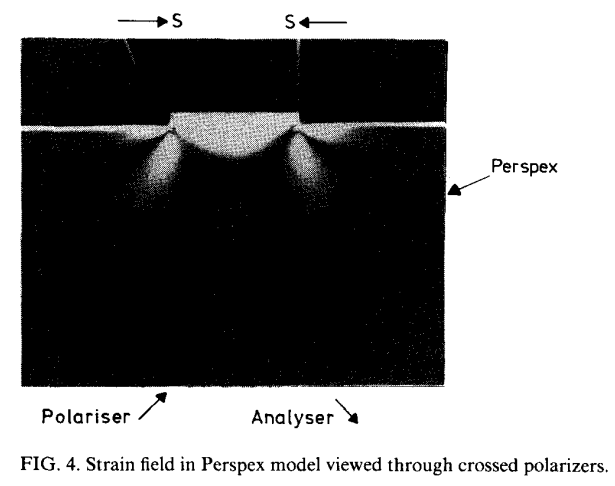 S S
Perspex
Polariser Analyser
FIG. 4. Strain field in Perspex model viewed through crossed polarizers.